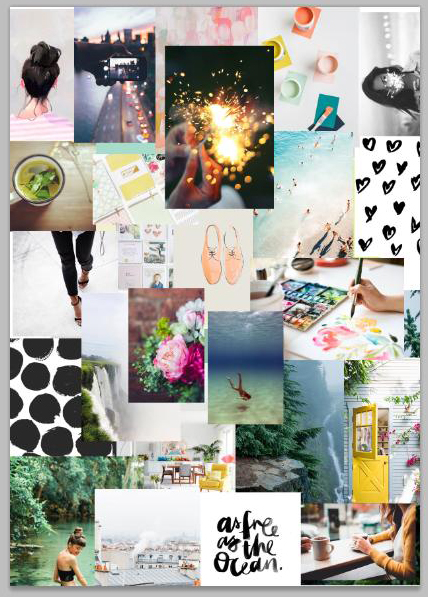 as free
as the
Ocean.